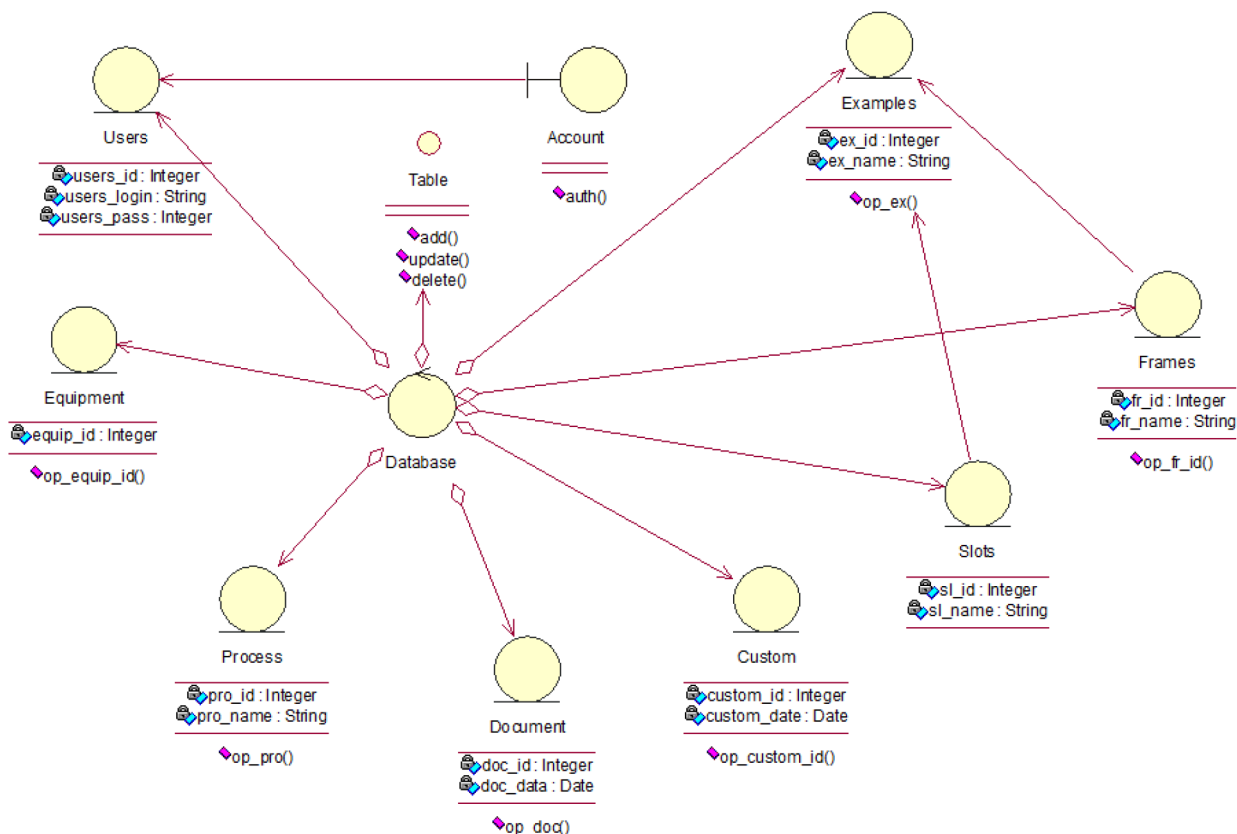 Users
users_id : Integer
users_login : String
users_pass : Integer
Table
add()
update()
delete()
Account
auth()
Examples
ex_id : Integer
ex_name : String
op_ex()
Equipment
equip_id : Integer
op_equip_id()
Database
Frames
fr_id : Integer
fr_name : String
op_fr_id()
Slots
sl_id : Integer
sl_name : String
Process
pro_id : Integer
pro_name : String
op_pro()
Document
doc_id : Integer
doc_data : Date
op_doc()
Custom
custom_id : Integer
custom_date : Date
op_custom_id()